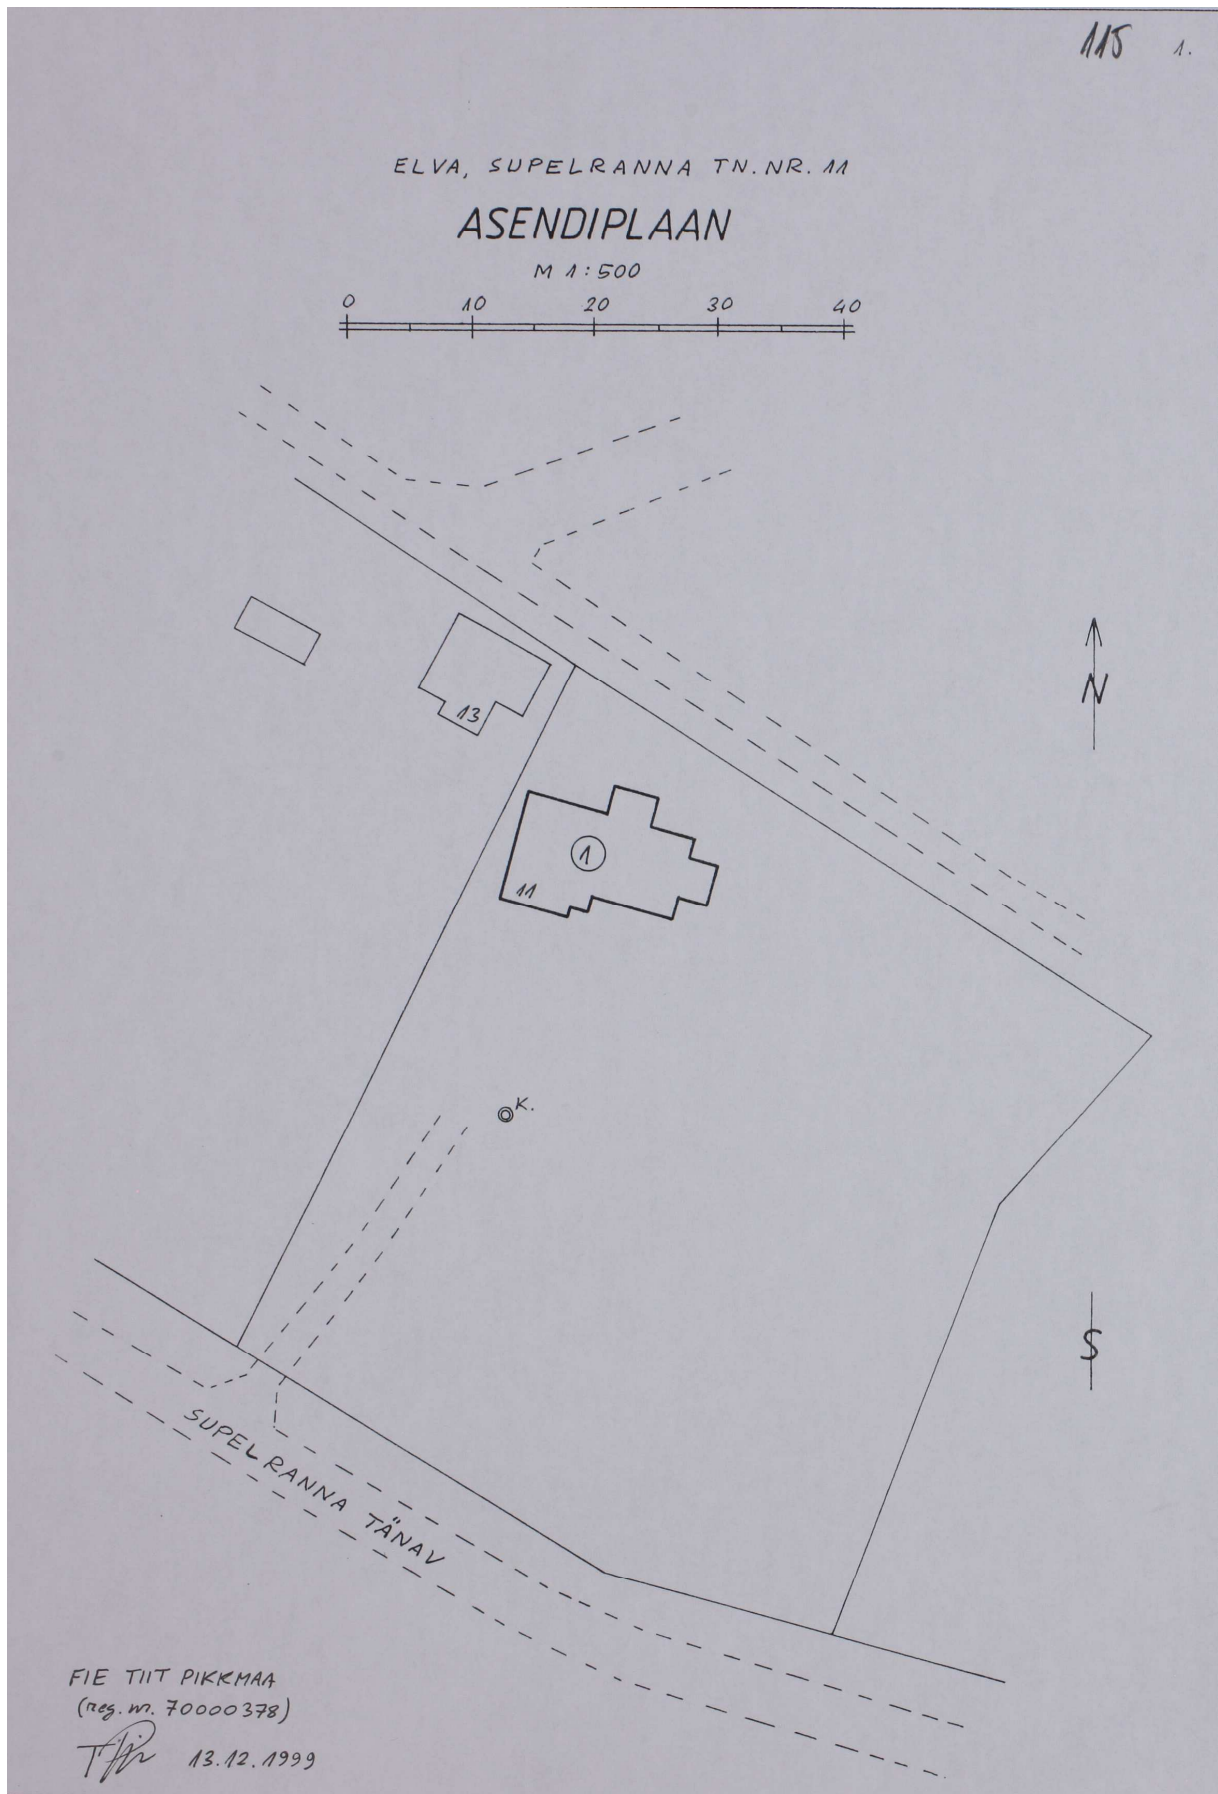 115 1.
ELVA, SUPELRANNA TN. NR. 11
ASENDIPLAAN
M 1:500
0 10 20 30 40
N
13
1
11
K.
S
SUPELRANNA TÄNAV
FIE TIIT PIKKMAA
(reg. nr. 70000378)
13.12.1999